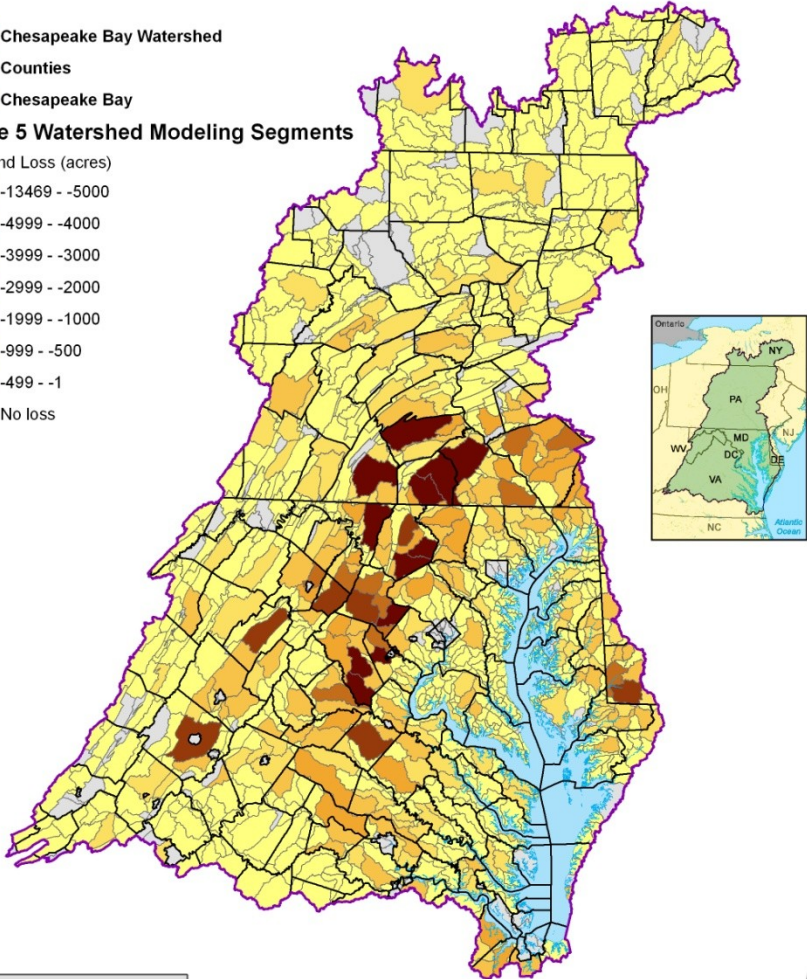 Chesapeake Bay Watershed
Counties
Chesapeake Bay
e 5 Watershed Modeling Segments
nd Loss (acres)
-13469 - -5000
-4999 - -4000
-3999 - -3000
-2999 - -2000
-1999 - -1000
-999 - -500
-499 - -1
No loss
Ontario
NY
OH
PA
NJ
MD
WV
DC
DE
VA
NC
Atlantic
Ocean